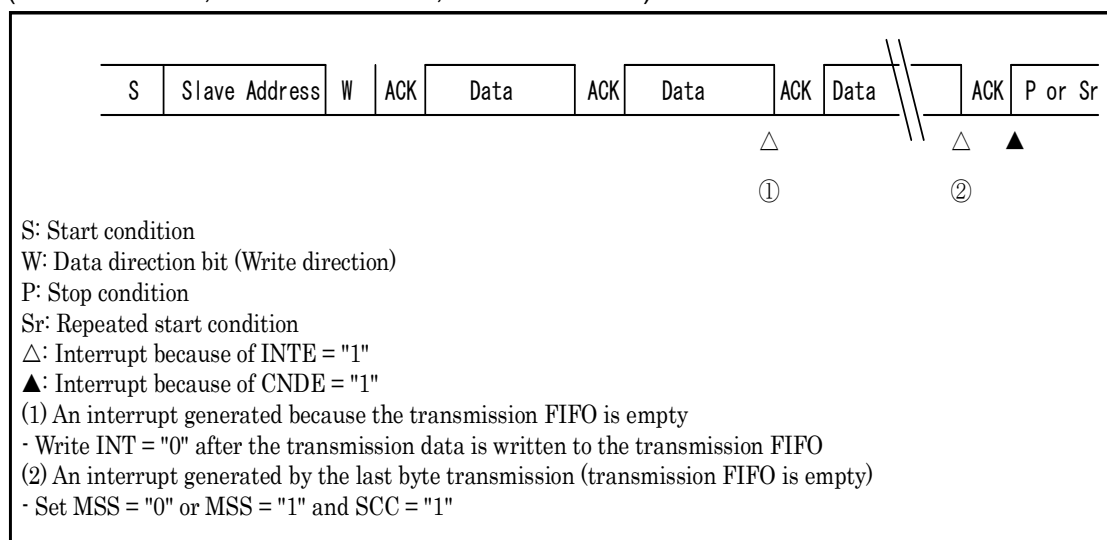 S Slave Address W ACK Data ACK Data ACK Data ACK P or Sr
△ △ ▲
① ②
S: Start condition
W: Data direction bit (Write direction)
P: Stop condition
Sr: Repeated start condition
△: Interrupt because of INTE = "1"
▲: Interrupt because of CNDE = "1"
(1) An interrupt generated because the transmission FIFO is empty
- Write INT = "0" after the transmission data is written to the transmission FIFO
(2) An interrupt generated by the last byte transmission (transmission FIFO is empty)
- Set MSS = "0" or MSS = "1" and SCC = "1"